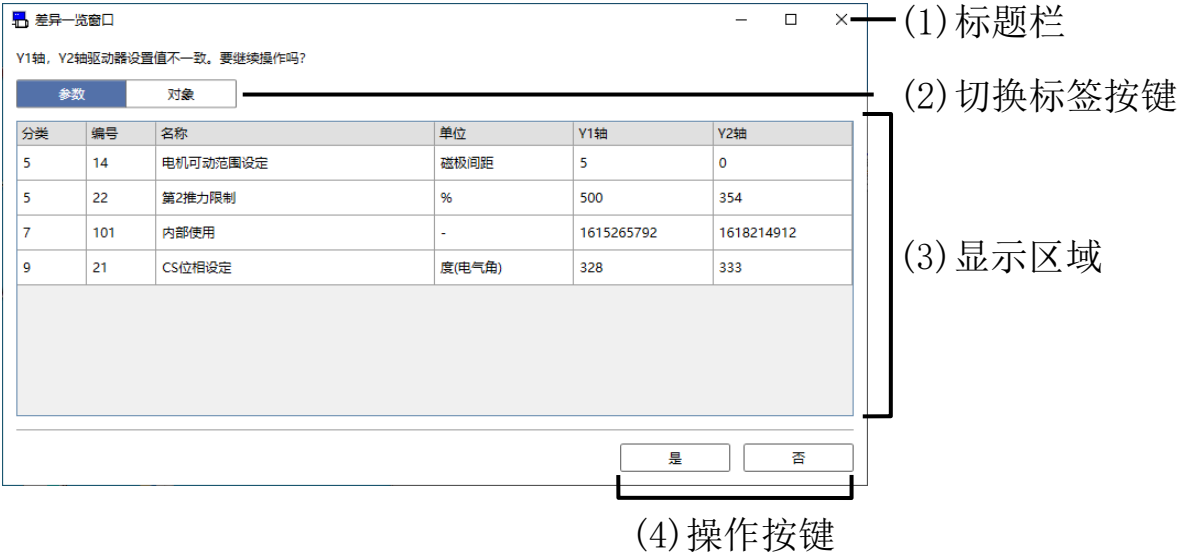 差异一览窗口
(1)标题栏
Y1轴，Y2轴驱动器设置值不一致。要继续操作吗?
参数 对象
(2)切换标签按键
分类 编号 名称 单位 Y1轴 Y2轴
5 14 电机可动范围设定 磁极间距 5 0
5 22 第2推力限制 % 500 354
7 101 内部使用 - 1615265792 1618214912
(3)显示区域
9 21 CS位相设定 度(电气角) 328 333
是 否
(4)操作按键